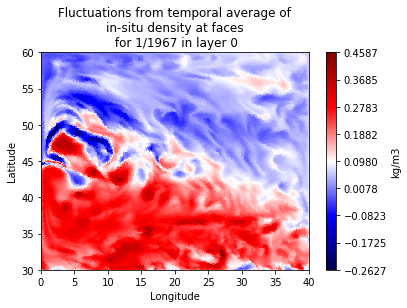 Fluctuations from temporal average of
in-situ density at faces
for 1/1967 in layer 0
60
55
50
45
40
35
30
Latitude
0 5 10 15 20 25 30 35 40
Longitude
0.4587
0.3685
0.2783
0.1882
0.0980
0.0078
−0.0823
−0.1725
−0.2627
kg/m3